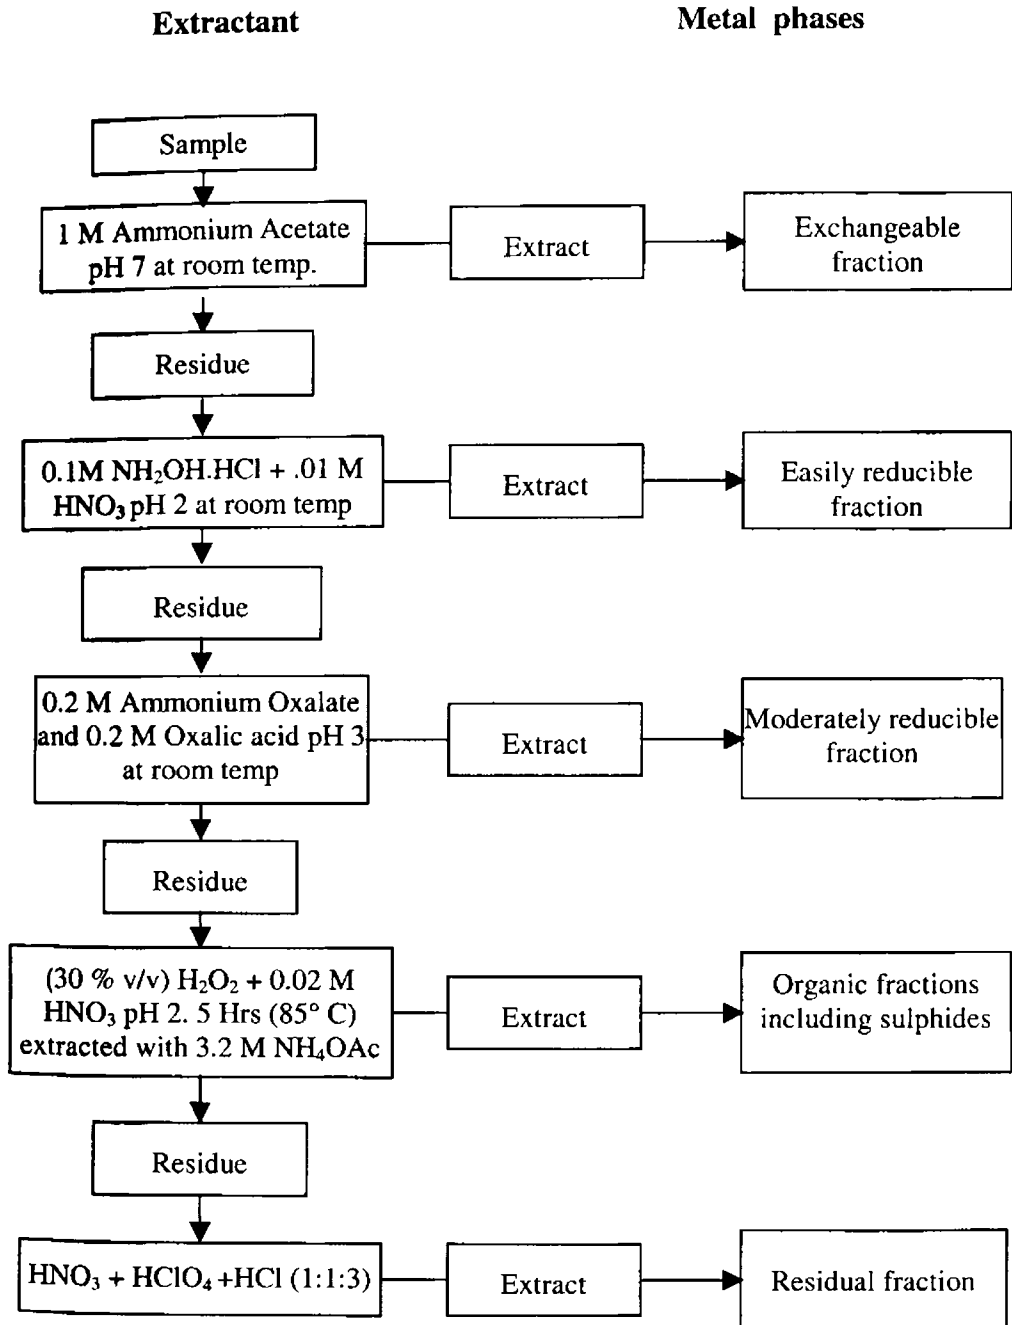 Extractant
Metal phases
Sample
1 M Ammonium Acetate
pH 7 at room temp.
Extract
Exchangeable
fraction
Residue
0.1M NH₂OH.HCl + .01 M
HNO₃ pH 2 at room temp
Extract
Easily reducible
fraction
Residue
0.2 M Ammonium Oxalate
and 0.2 M Oxalic acid pH 3
at room temp
Extract
Moderately reducible
fraction
Residue
(30 % v/v) H₂O₂ + 0.02 M
HNO₃ pH 2. 5 Hrs (85° C)
extracted with 3.2 M NH₄OAc
Extract
Organic fractions
including sulphides
Residue
HNO₃ + HClO₄ +HCl (1:1:3)
Extract
Residual fraction